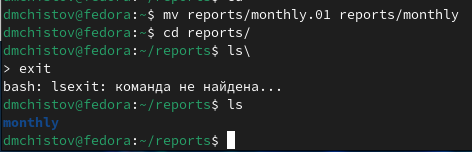 dmchistov@fedora:~$ mv reports/monthly.01 reports/monthly
dmchistov@fedora:~$ cd reports/
dmchistov@fedora:~/reports$ ls\
> exit
bash: lsexit: команда не найдена...
dmchistov@fedora:~/reports$ ls
monthly
dmchistov@fedora:~/reports$